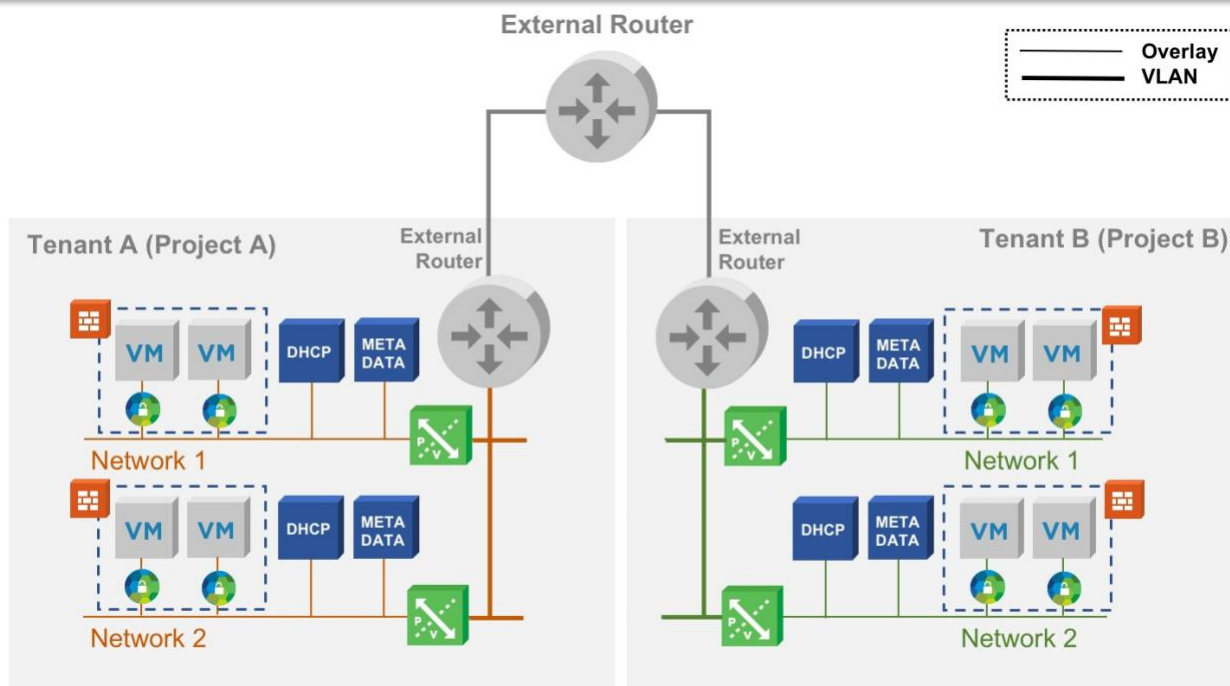 External Router
Overlay
VLAN
Tenant A (Project A)
External
Router
VM
VM
DHCP
META
DATA
P
V
Network 1
VM
VM
DHCP
META
DATA
P
V
Network 2
External
Router
Tenant B (Project B)
DHCP
META
DATA
VM
VM
P
V
Network 1
DHCP
META
DATA
VM
VM
P
V
Network 2